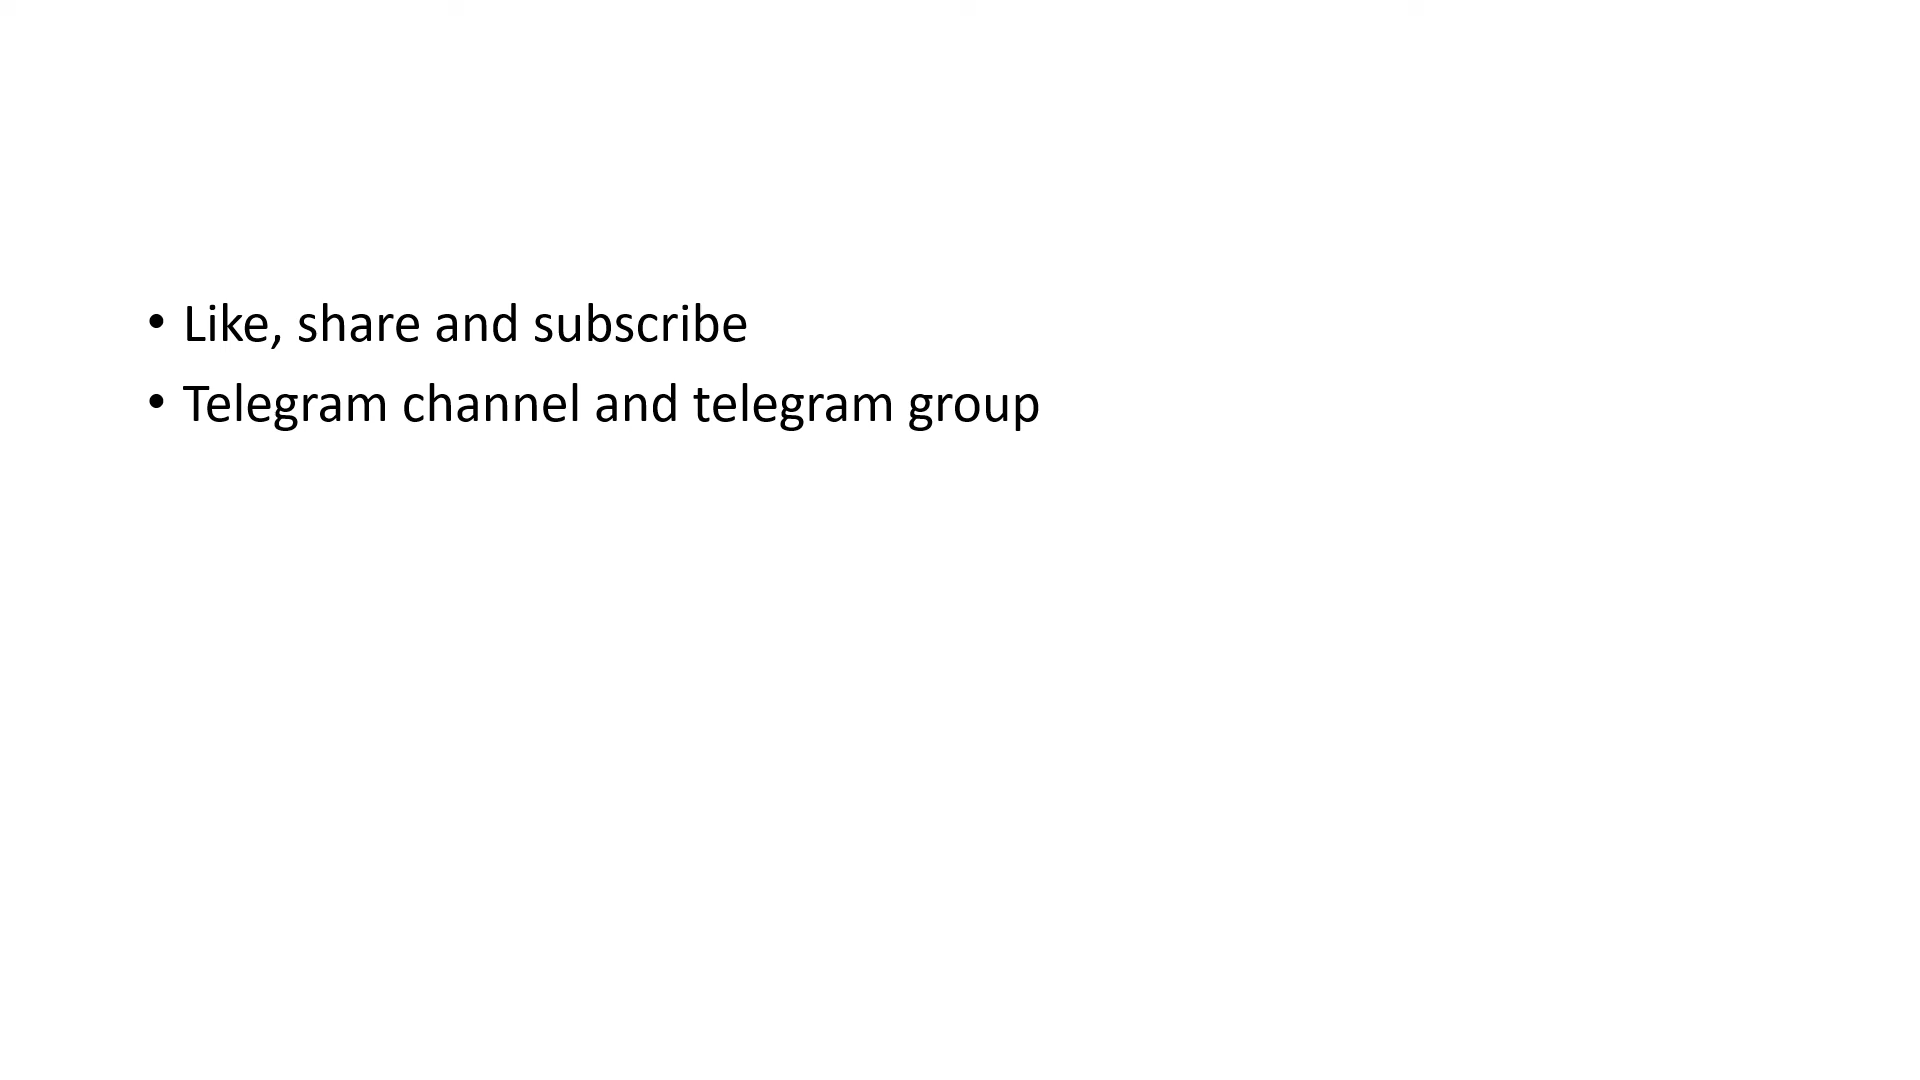 • Like, share and subscribe
• Telegram channel and telegram group